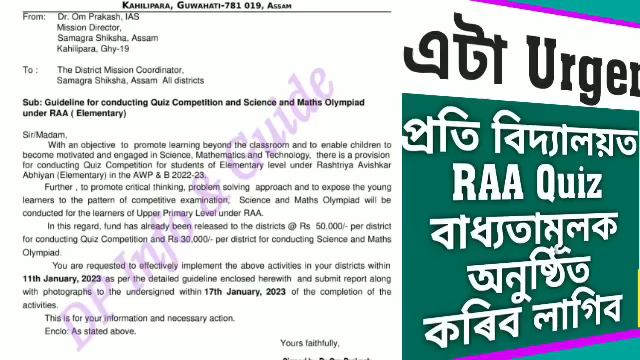 KAHILIPARA, GUWAHATI-781 019, ASSAM
From: Dr. Om Prakash, IAS
Mission Director,
Samagra Shiksha, Assam
Kahilipara, Ghy-19
To : The District Mission Coordinator,
Samagra Shiksha, Assam All districts
Sub: Guideline for conducting Quiz Competition and Science and Maths Olympiad
under RAA ( Elementary)
Sir/Madam,
With an objective to promote learning beyond the classroom and to enable children to
become motivated and engaged in Science, Mathematics and Technology, there is a provision
for conducting Quiz Competition for students of Elementary level under Rashtriya Avishkar
Abhiyan (Elementary) in the AWP & B 2022-23.
Further , to promote critical thinking, problem solving approach and to expose the young
learners to the pattern of competitive examination, Science and Maths Olympiad will
be conducted for the learners of Upper Primary Level under RAA.
In this regard, fund has already been released to the districts @ Rs 50,000/- per district
for conducting Quiz Competition and Rs 30,000/- per district for conducting Science and Maths
Olympiad.
You are requested to effectively implement the above activities in your districts within
11th January, 2023 as per the detailed guideline enclosed herewith and submit report along
with photographs to the undersigned within 17th January, 2023 of the completion of the
activities.
This is for your information and necessary action.
Enclo: As stated above.
Yours faithfully,
DP Info & Guide
এটা Urgen
প্ৰতি বিদ্যালয়ত
RAA Quiz
বাধ্যতামূলক
অনুষ্ঠিত
কৰিব লাগিব